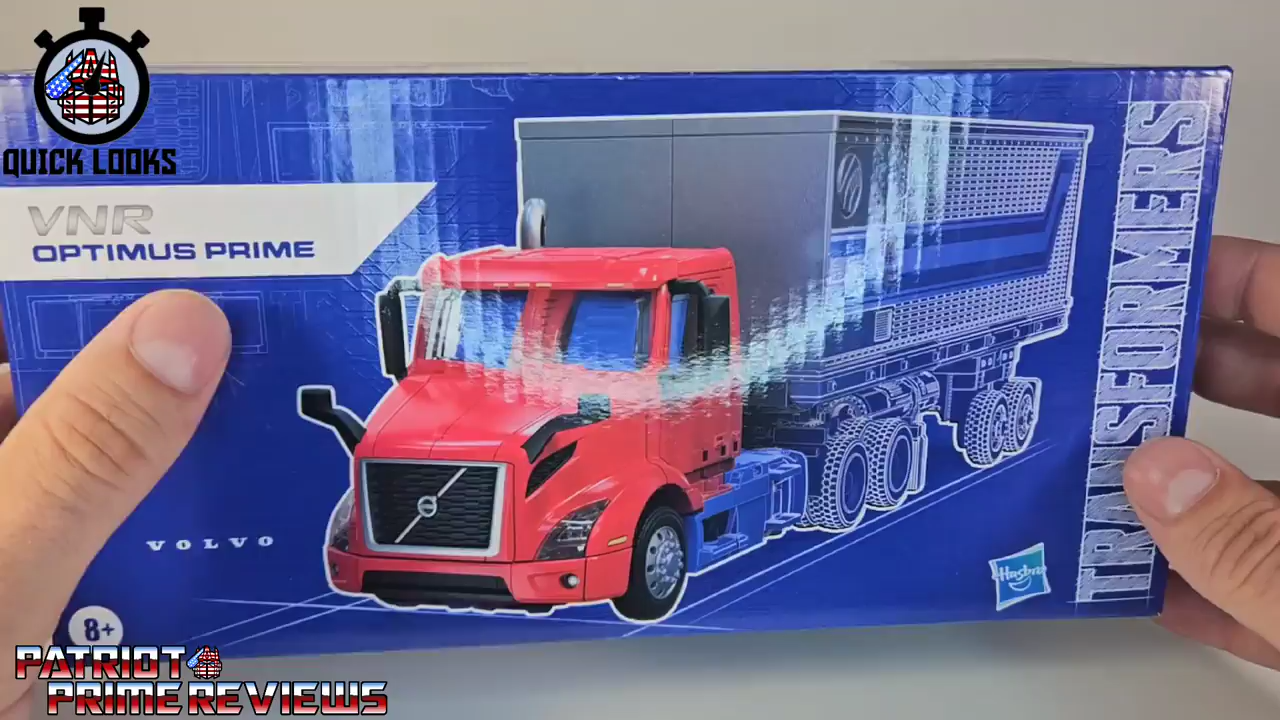 QUICK LOOKS
VNR
OPTIMUS PRIME
VOLVO
8+
Hasbro
TRANSFORMERS
PATRIOT
PRIME REVIEWS